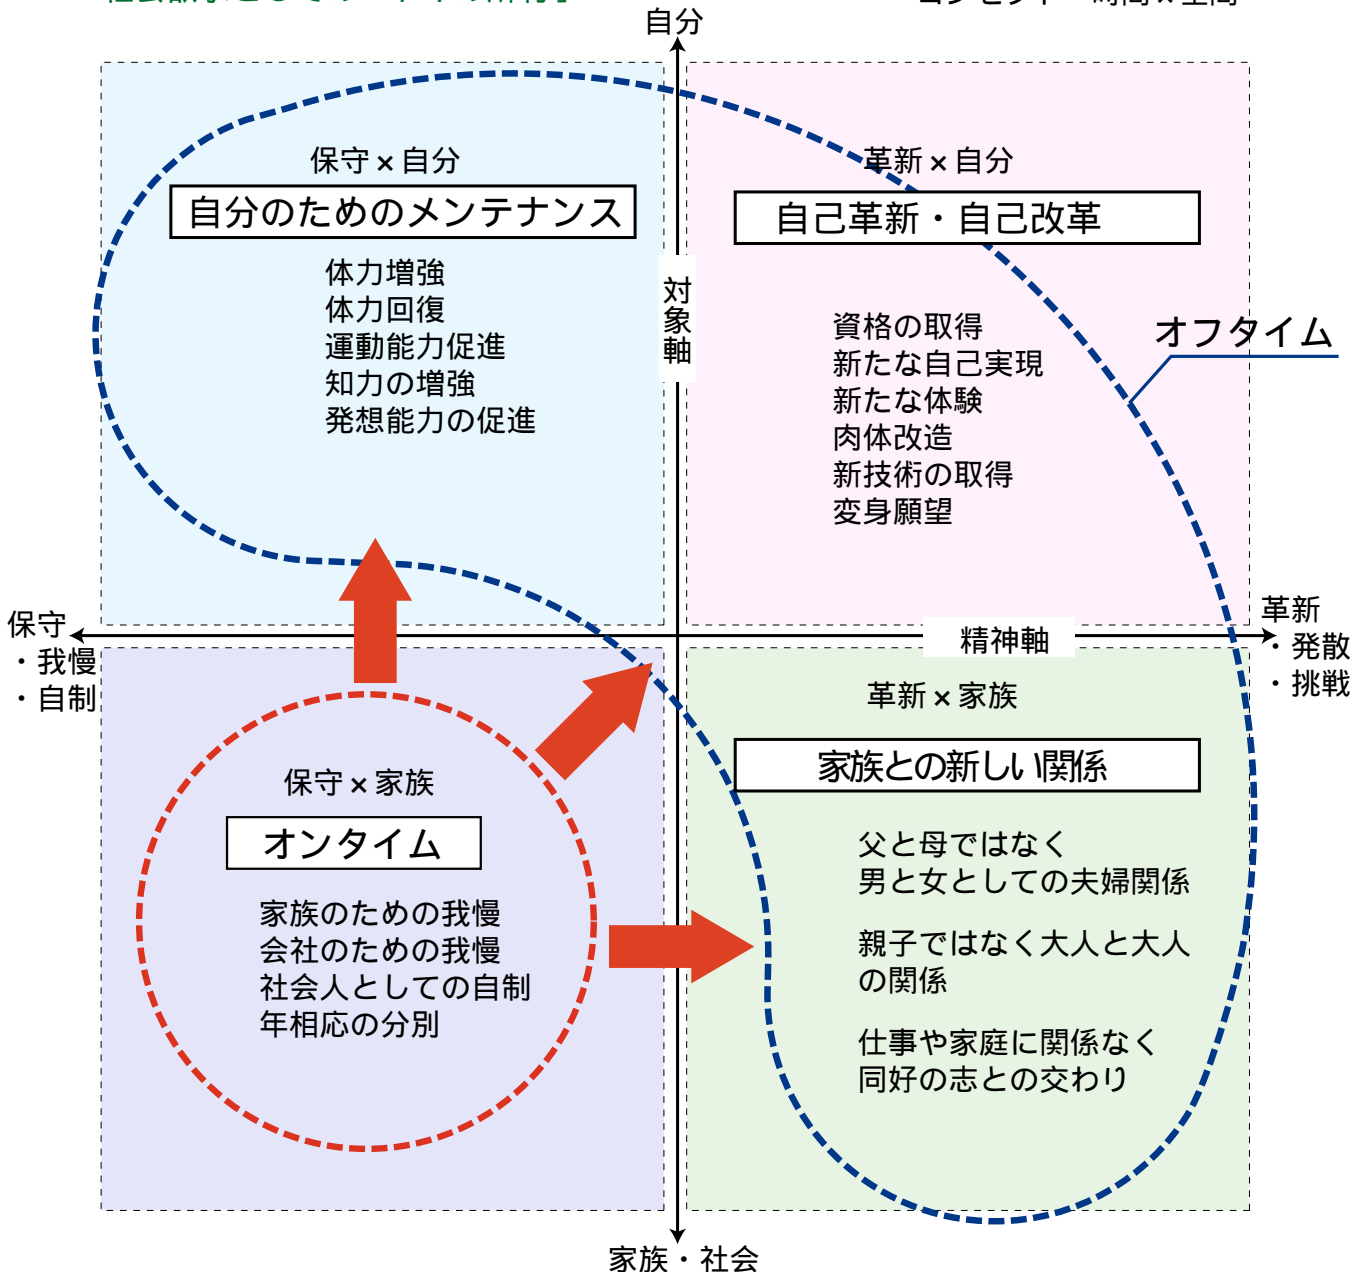 自分
保守×自分
自分のためのメンテナンス
体力増強
体力回復
運動能力促進
知力の増強
発想能力の促進
革新×自分
自己革新・自己改革
資格の取得
新たな自己実現
新たな体験
肉体改造
新技術の取得
変身願望
オフタイム
対象軸
保守
・我慢
・自制
精神軸
革新
・発散
・挑戦
保守×家族
オンタイム
家族のための我慢
会社のための我慢
社会人としての自制
年相応の分別
革新×家族
家族との新しい関係
父と母ではなく
男と女としての夫婦関係
親子ではなく大人と大人
の関係
仕事や家庭に関係なく
同好の志との交わり
家族・社会